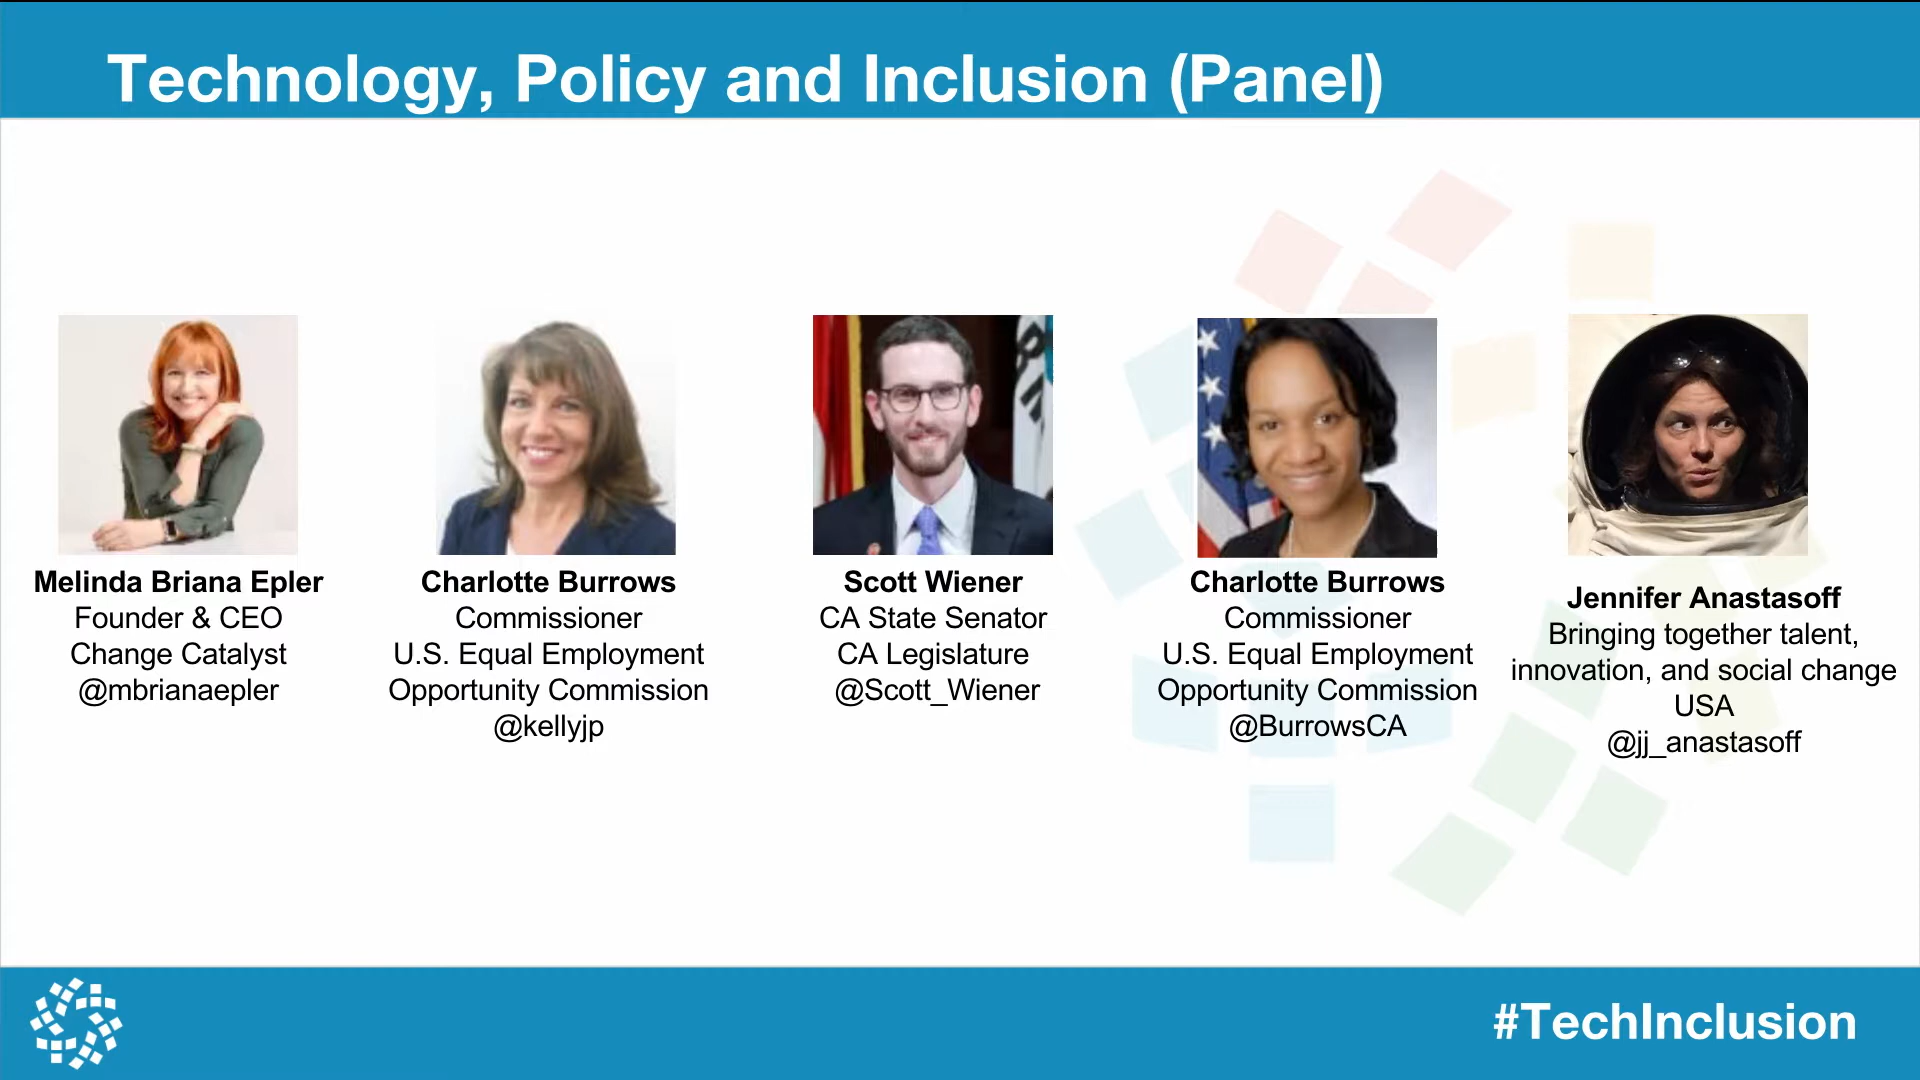 Technology, Policy and Inclusion (Panel)
Melinda Briana Epler
Founder & CEO
Change Catalyst
@mbrianaepler
Charlotte Burrows
Commissioner
U.S. Equal Employment
Opportunity Commission
@kellyjp
Scott Wiener
CA State Senator
CA Legislature
@Scott_Wiener
Charlotte Burrows
Commissioner
U.S. Equal Employment
Opportunity Commission
@BurrowsCA
Jennifer Anastasoff
Bringing together talent,
innovation, and social change
USA
@jj_anastasoff
#TechInclusion